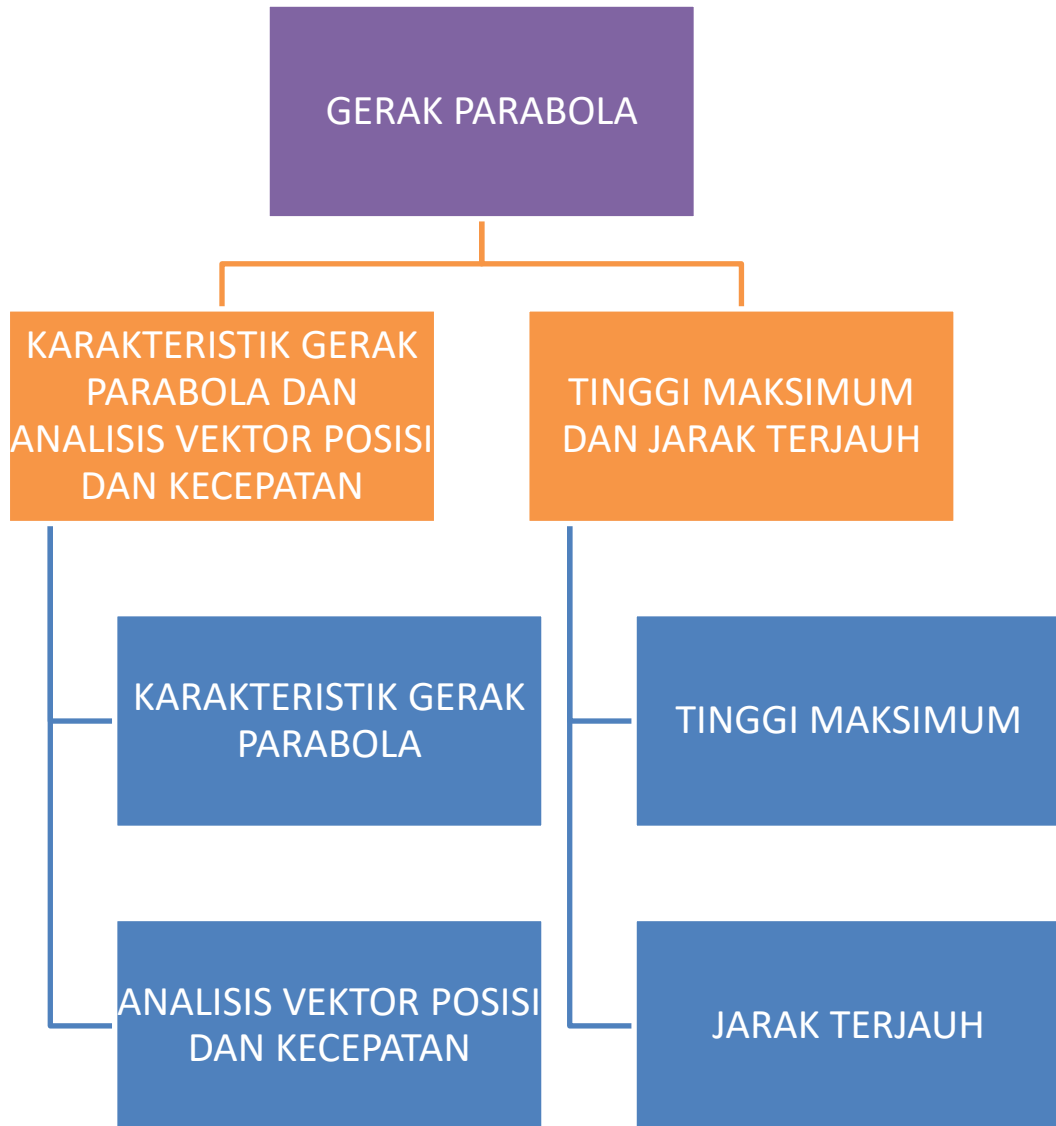 GERAK PARABOLA
KARAKTERISTIK GERAK
PARABOLA DAN
ANALISIS VEKTOR POSISI
DAN KECEPATAN
TINGGI MAKSIMUM
DAN JARAK TERJAUH
KARAKTERISTIK GERAK
PARABOLA
TINGGI MAKSIMUM
ANALISIS VEKTOR POSISI
DAN KECEPATAN
JARAK TERJAUH